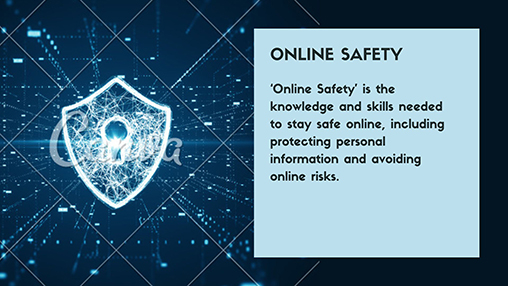 ONLINE SAFETY
‘Online Safety’ is the
knowledge and skills needed
to stay safe online, including
protecting personal
information and avoiding
online risks.
Canva